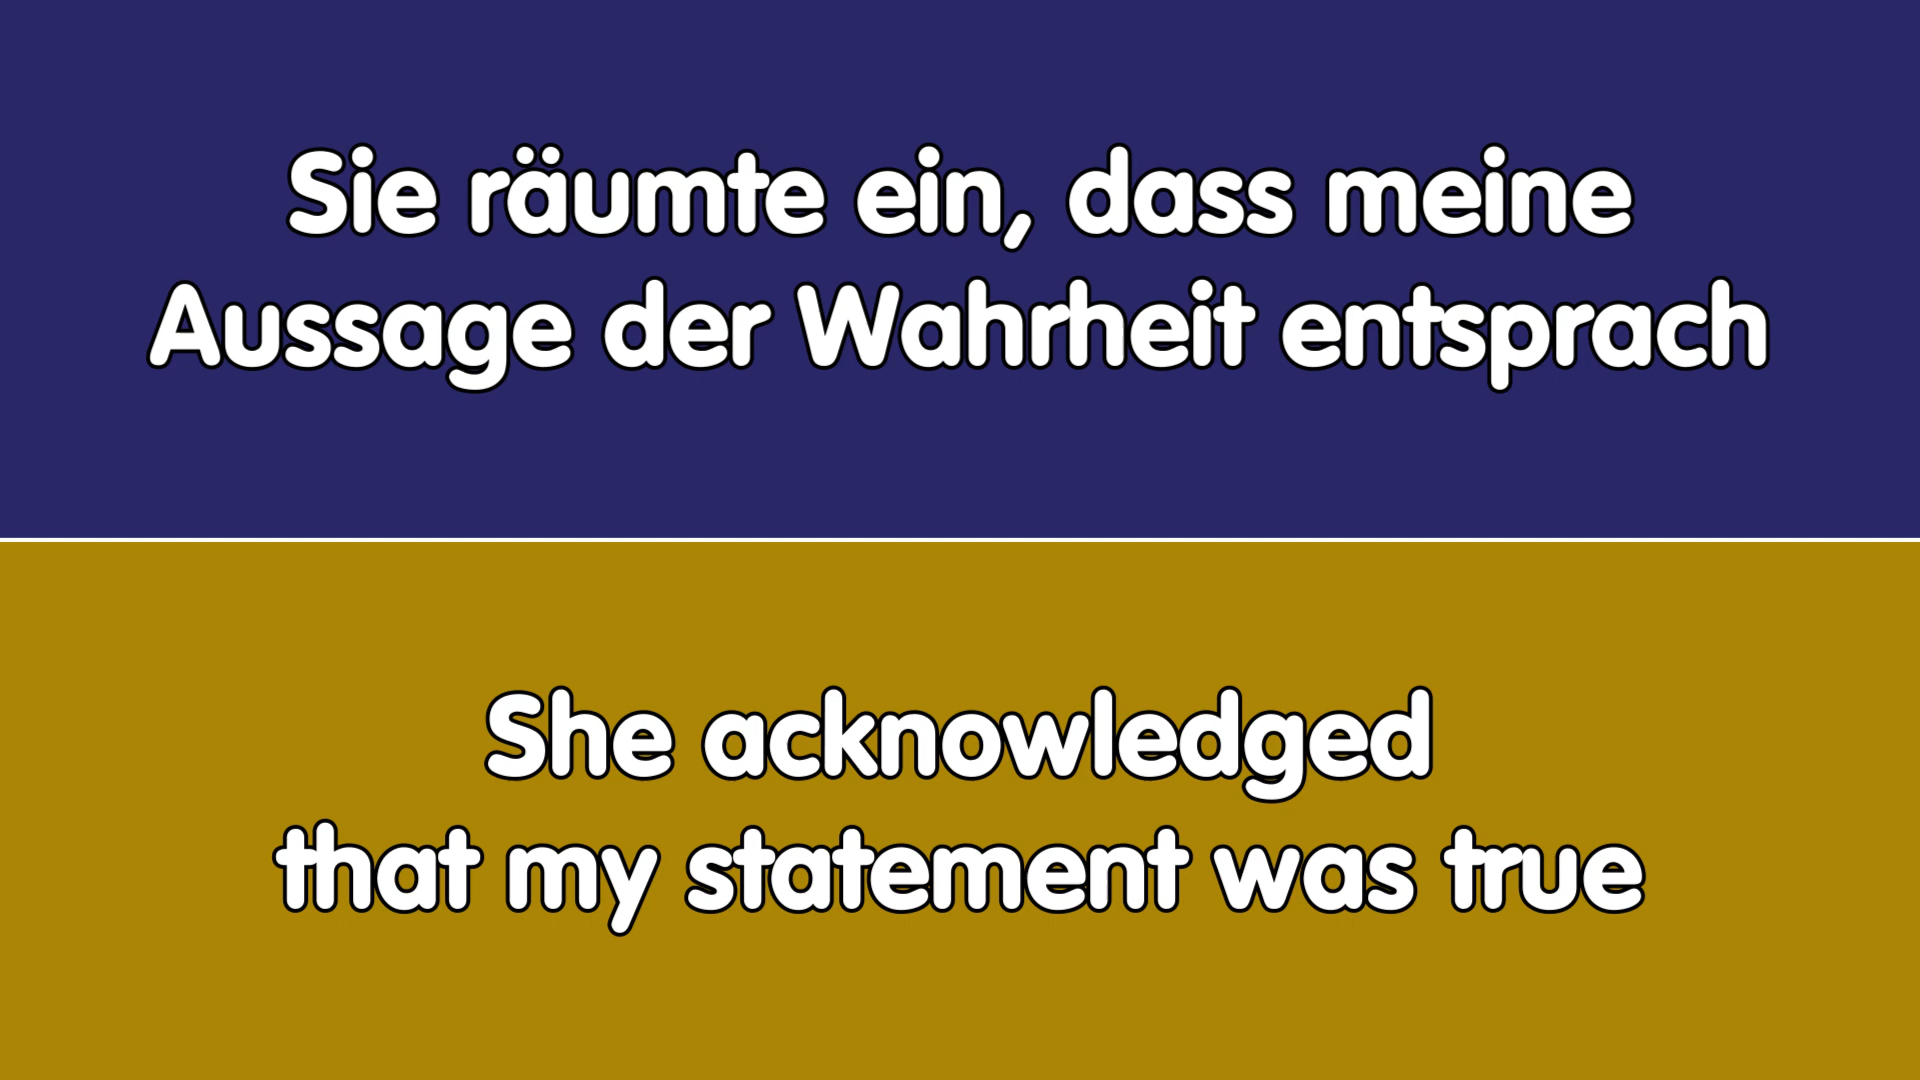 Sie räumte ein, dass meine
Aussage der Wahrheit entsprach
She acknowledged
that my statement was true